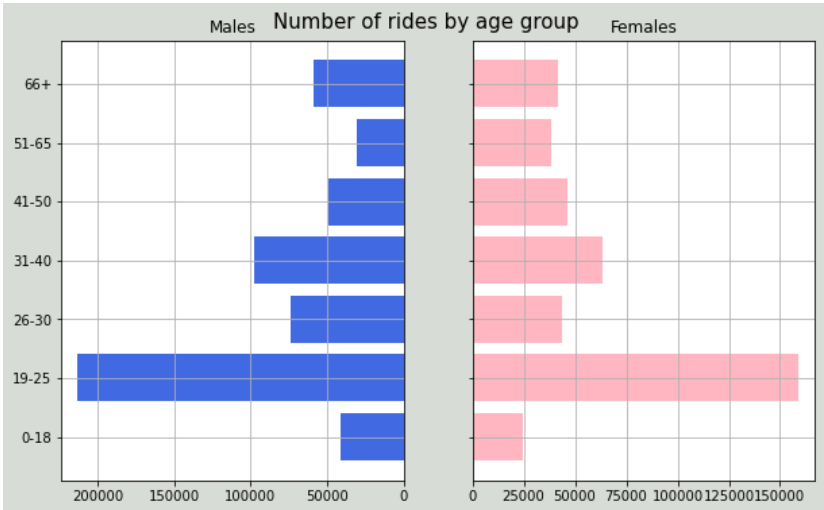 Number of rides by age group
Males
Females
66+
51-65
41-50
31-40
26-30
19-25
0-18
200000 150000 100000 50000 0
0 25000 50000 75000 100000 125000 150000